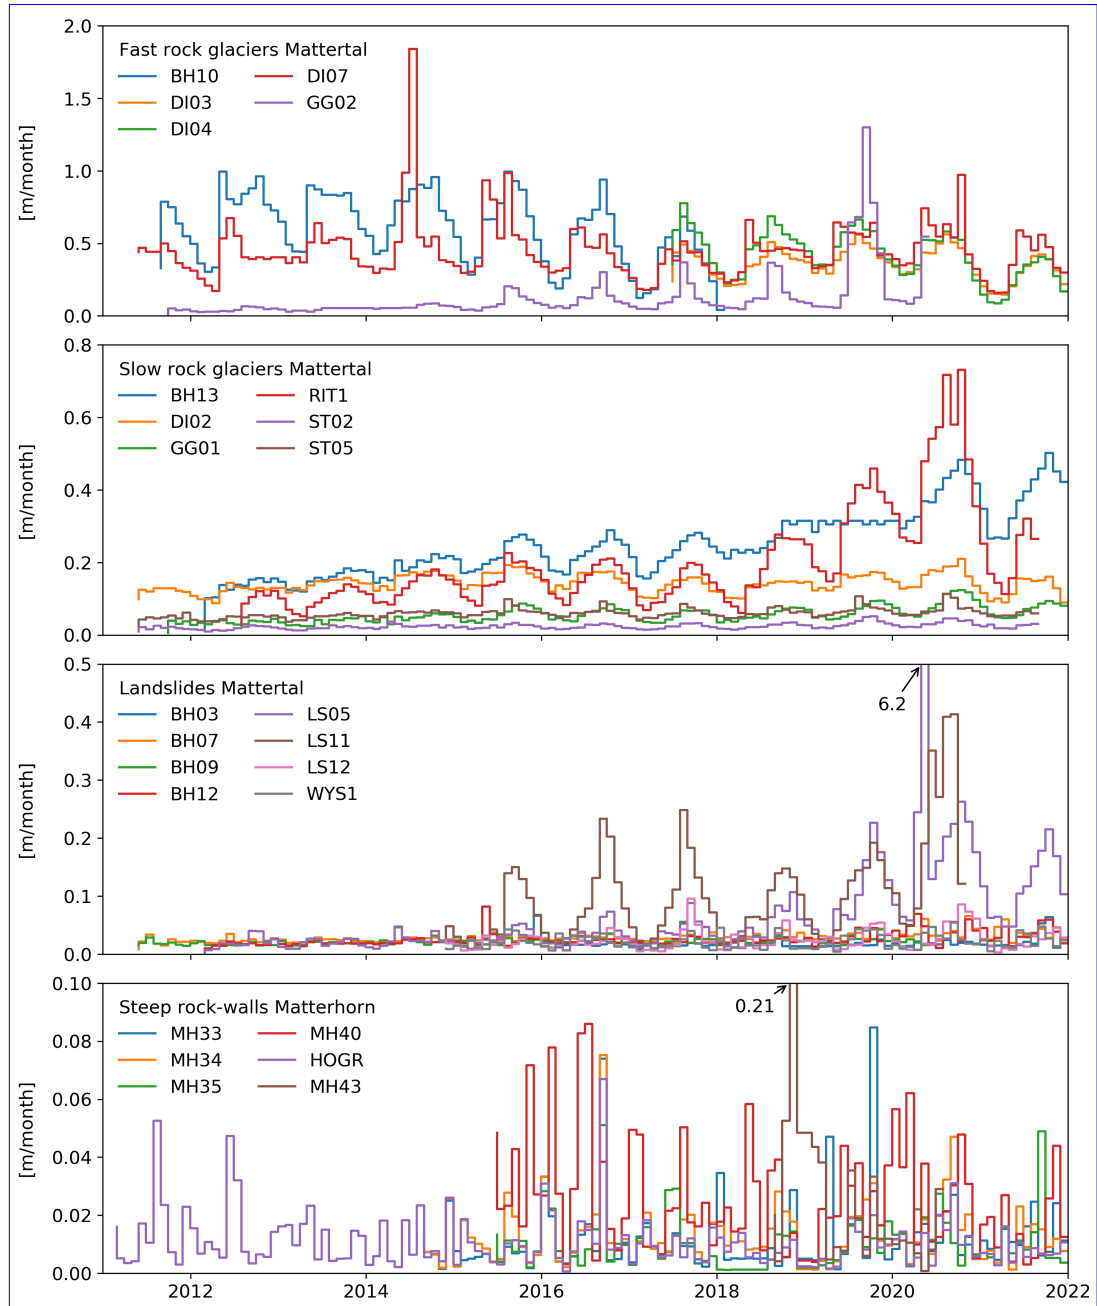 2.0
1.5
1.0
0.5
0.0
[m/month]
Fast rock glaciers Mattertal
BH10 DI07
DI03 GG02
DI04
0.8
0.6
0.4
0.2
0.0
[m/month]
Slow rock glaciers Mattertal
BH13 RIT1
DI02 ST02
GG01 ST05
0.5
0.4
0.3
0.2
0.1
0.0
[m/month]
Landslides Mattertal
BH03 LS05
BH07 LS11
BH09 LS12
BH12 WYS1
6.2
0.10
0.08
0.06
0.04
0.02
0.00
[m/month]
Steep rock-walls Matterhorn
MH33 MH40
MH34 HOGR
MH35 MH43
0.21
2012 2014 2016 2018 2020 2022